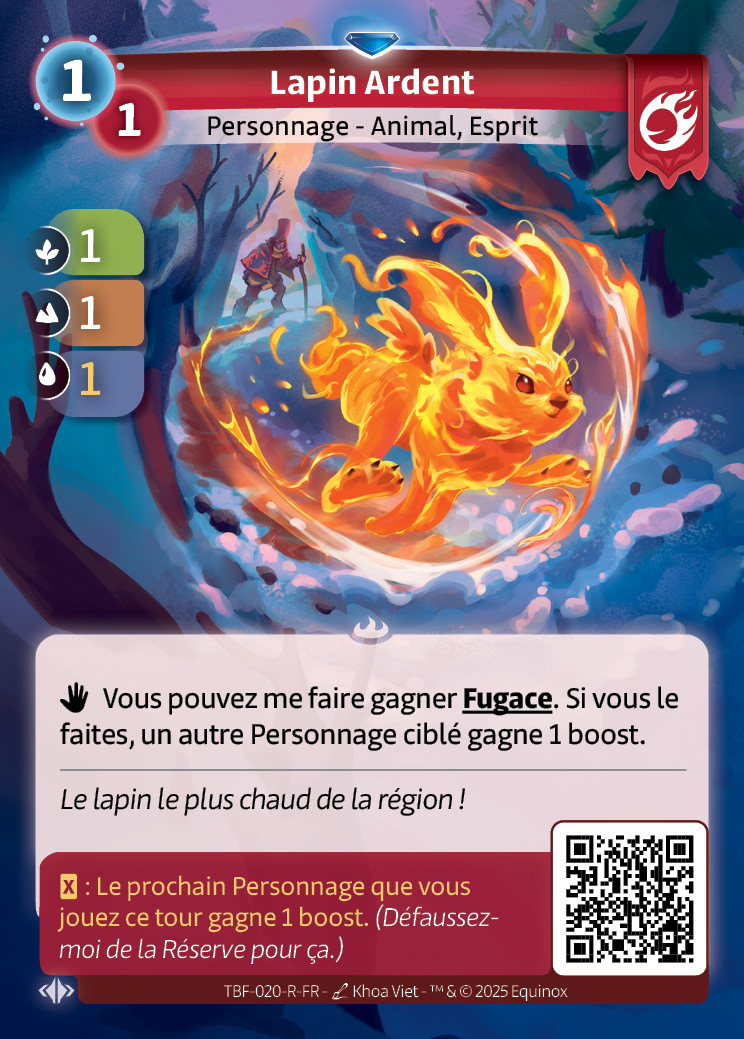 1
Lapin Ardent
1
Personnage - Animal, Esprit
1
1
1
Vous pouvez me faire gagner Fugace. Si vous le
faites, un autre Personnage ciblé gagne 1 boost.
Le lapin le plus chaud de la région !
X : Le prochain Personnage que vous
jouez ce tour gagne 1 boost. (Défaussez-
moi de la Réserve pour ça.)
TBF-020-R-FR - Khoa Viet - ™ & © 2025 Equinox